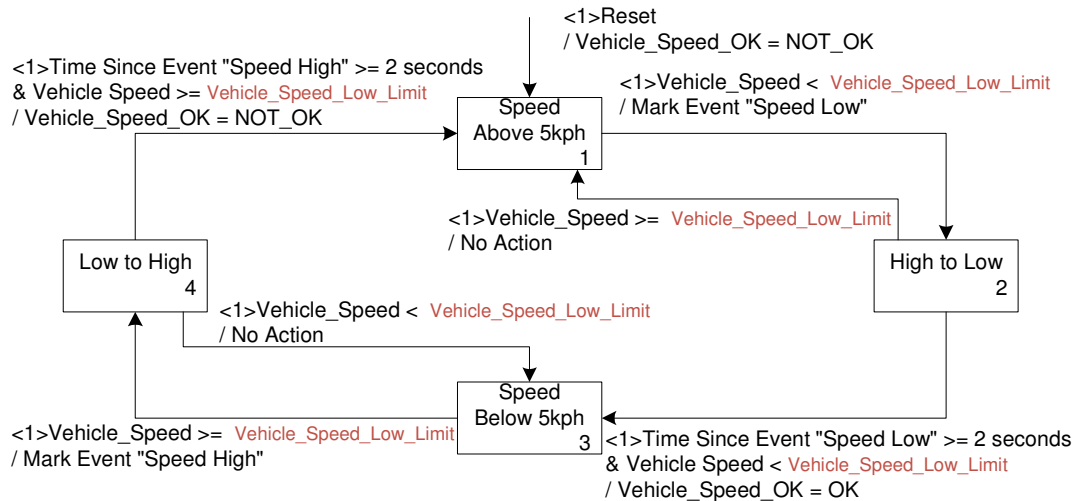 <1>Reset
/ Vehicle_Speed_OK = NOT_OK
<1>Time Since Event "Speed High" >= 2 seconds
& Vehicle Speed >= Vehicle_Speed_Low_Limit
/ Vehicle_Speed_OK = NOT_OK
<1>Vehicle_Speed < Vehicle_Speed_Low_Limit
/ Mark Event "Speed Low"
Speed
Above 5kph
1
<1>Vehicle_Speed >= Vehicle_Speed_Low_Limit
/ No Action
Low to High
4
High to Low
2
<1>Vehicle_Speed < Vehicle_Speed_Low_Limit
/ No Action
Speed
Below 5kph
3
<1>Vehicle_Speed >= Vehicle_Speed_Low_Limit
/ Mark Event "Speed High"
<1>Time Since Event "Speed Low" >= 2 seconds
& Vehicle Speed < Vehicle_Speed_Low_Limit
/ Vehicle_Speed_OK = OK